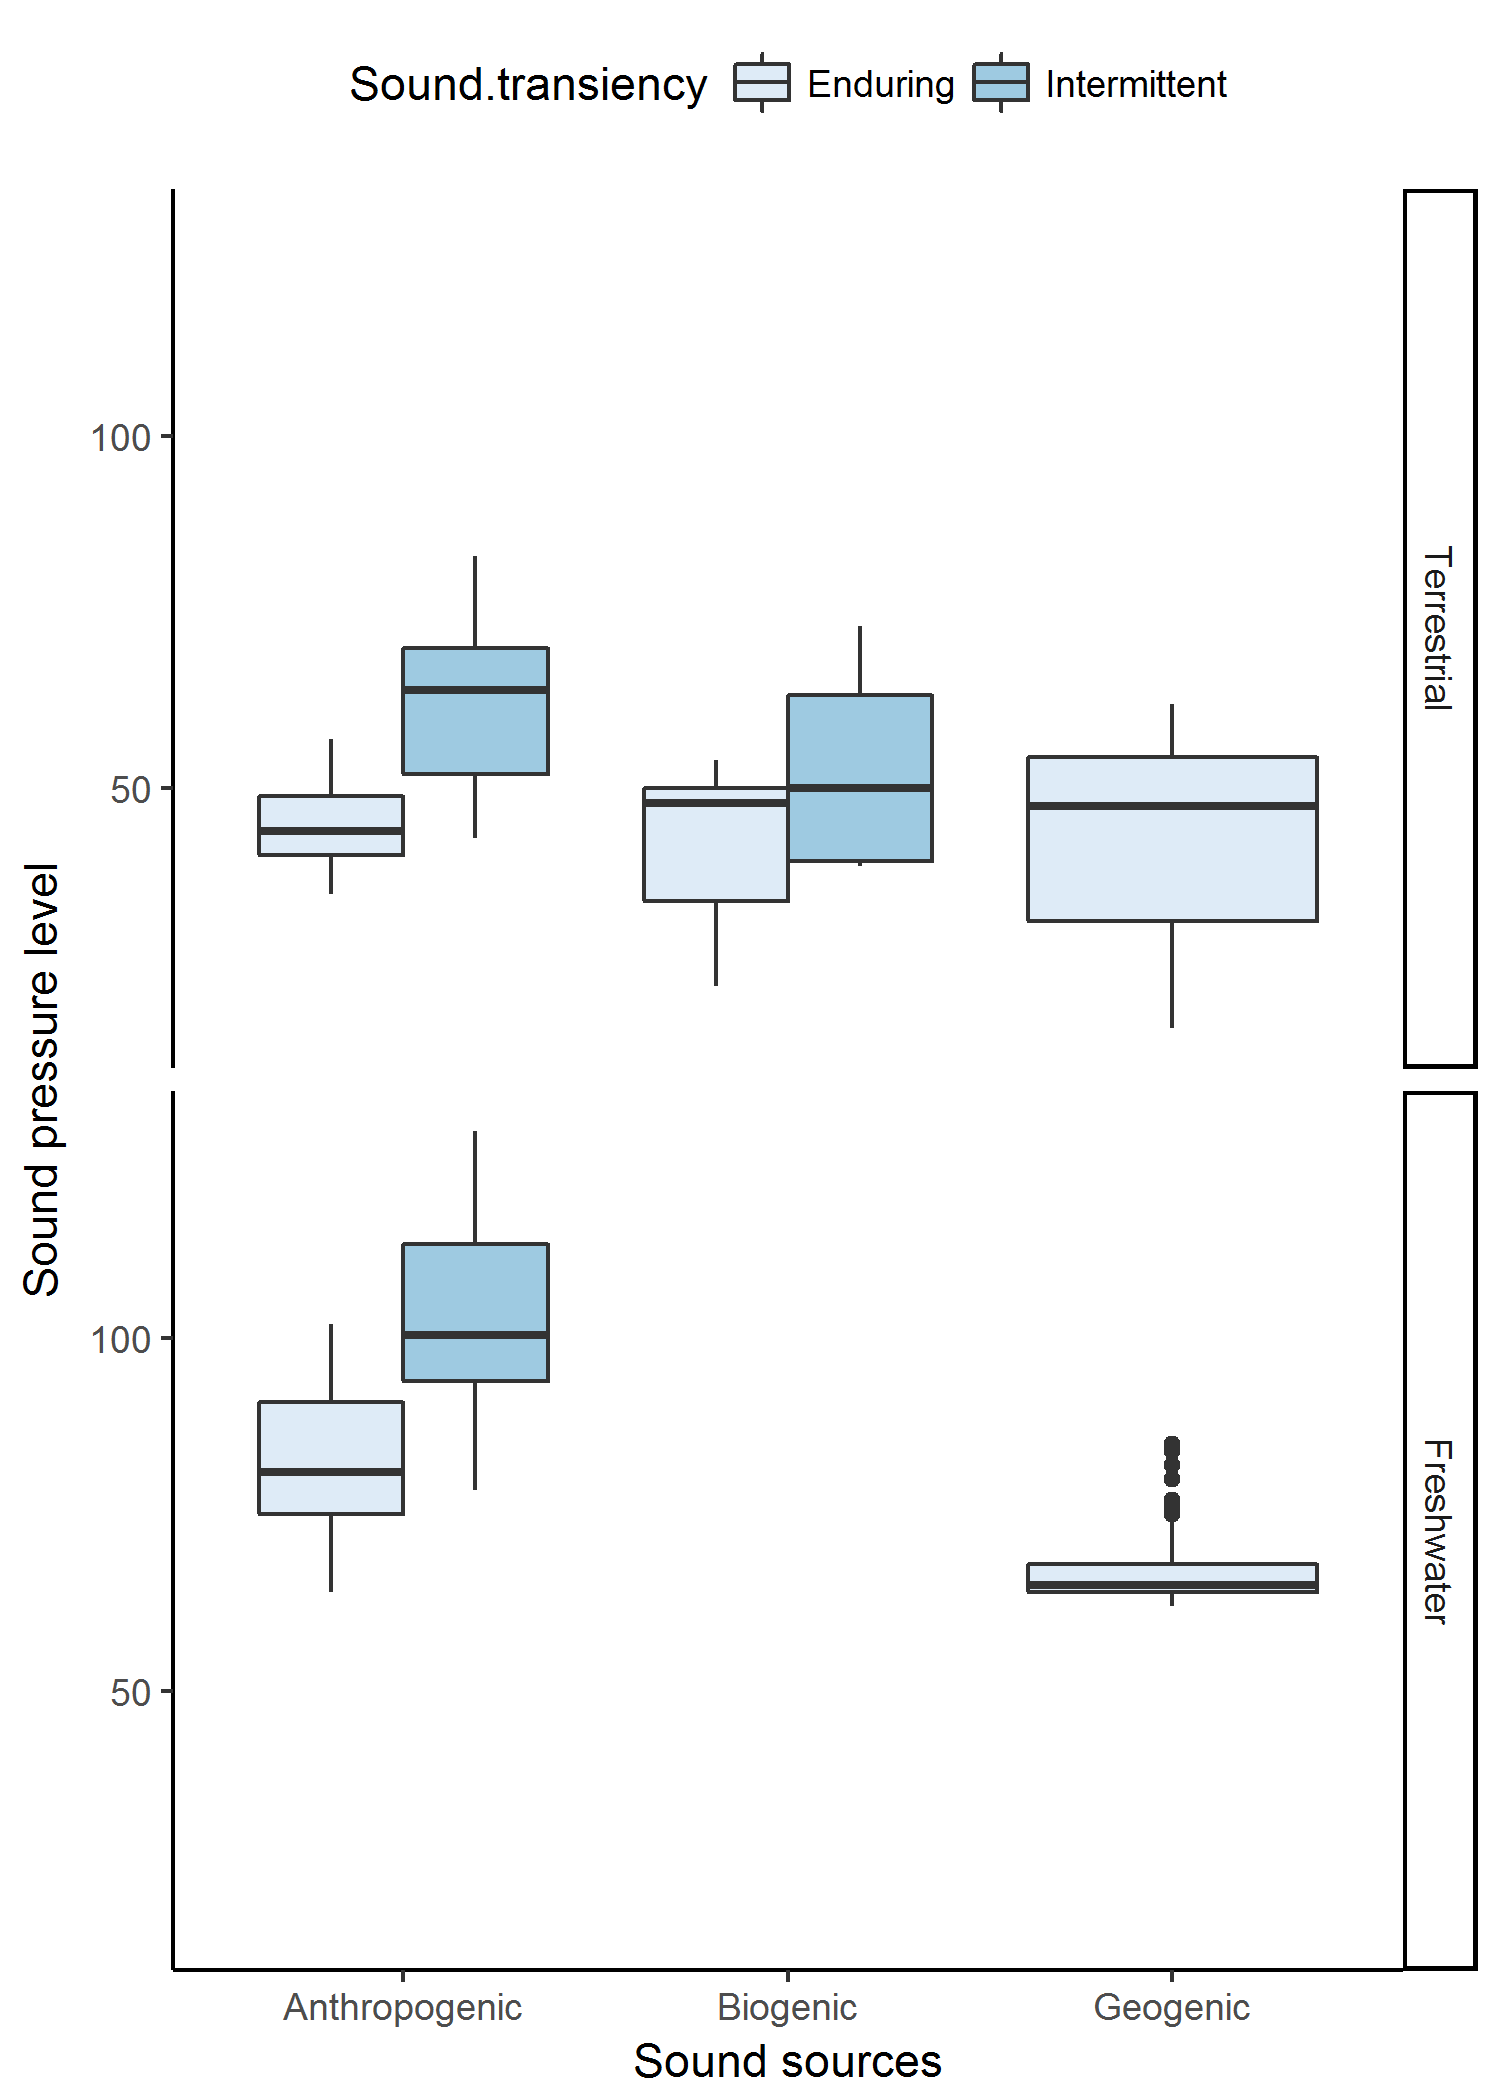 Sound.transiency Enduring Intermittent
100
50
Terrestrial
Sound pressure level
100
50
Freshwater
Anthropogenic Biogenic Geogenic
Sound sources